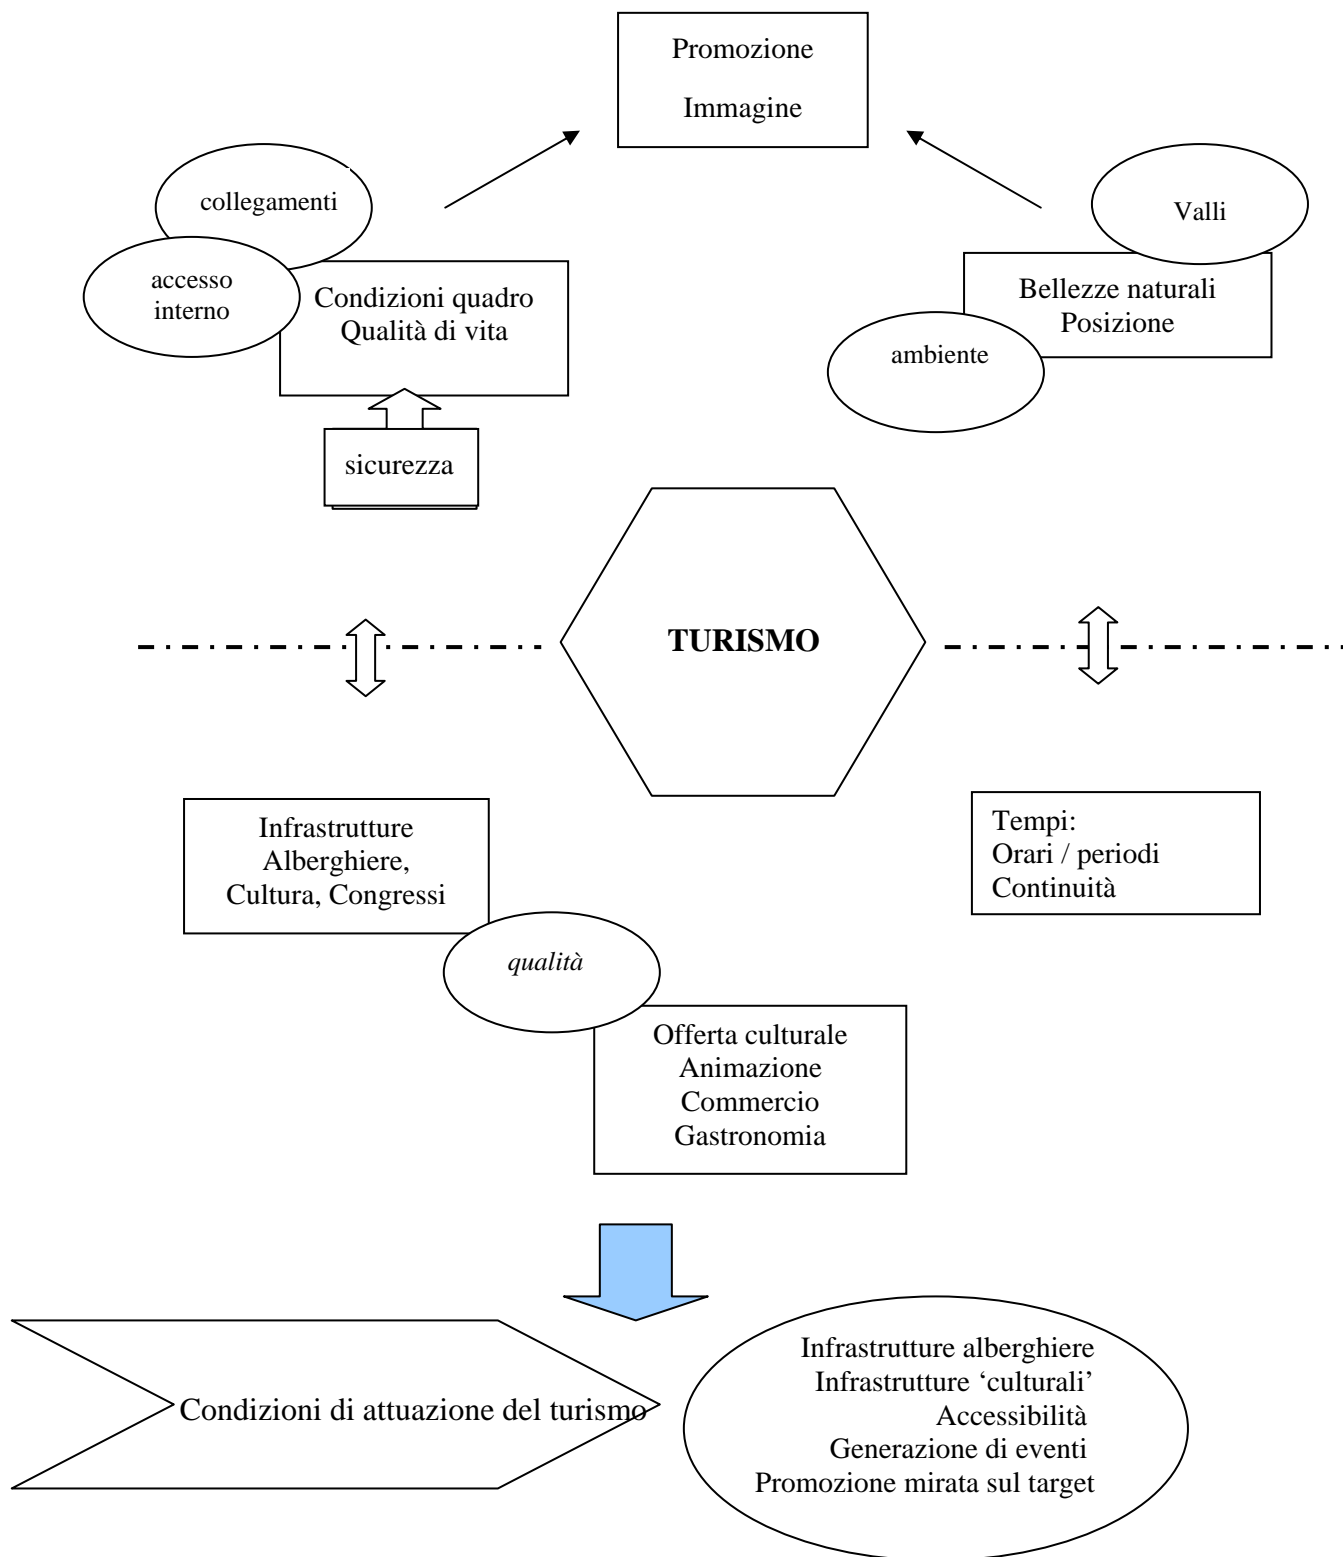 Promozione
Immagine
collegamenti
Valli
accesso
interno
Condizioni quadro
Qualità di vita
Bellezze naturali
Posizione
ambiente
sicurezza
TURISMO
Infrastrutture
Alberghiere,
Cultura, Congressi
Tempi:
Orari / periodi
Continuità
qualità
Offerta culturale
Animazione
Commercio
Gastronomia
Condizioni di attuazione del turismo
Infrastrutture alberghiere
Infrastrutture ‘culturali’
Accessibilità
Generazione di eventi
Promozione mirata sul target